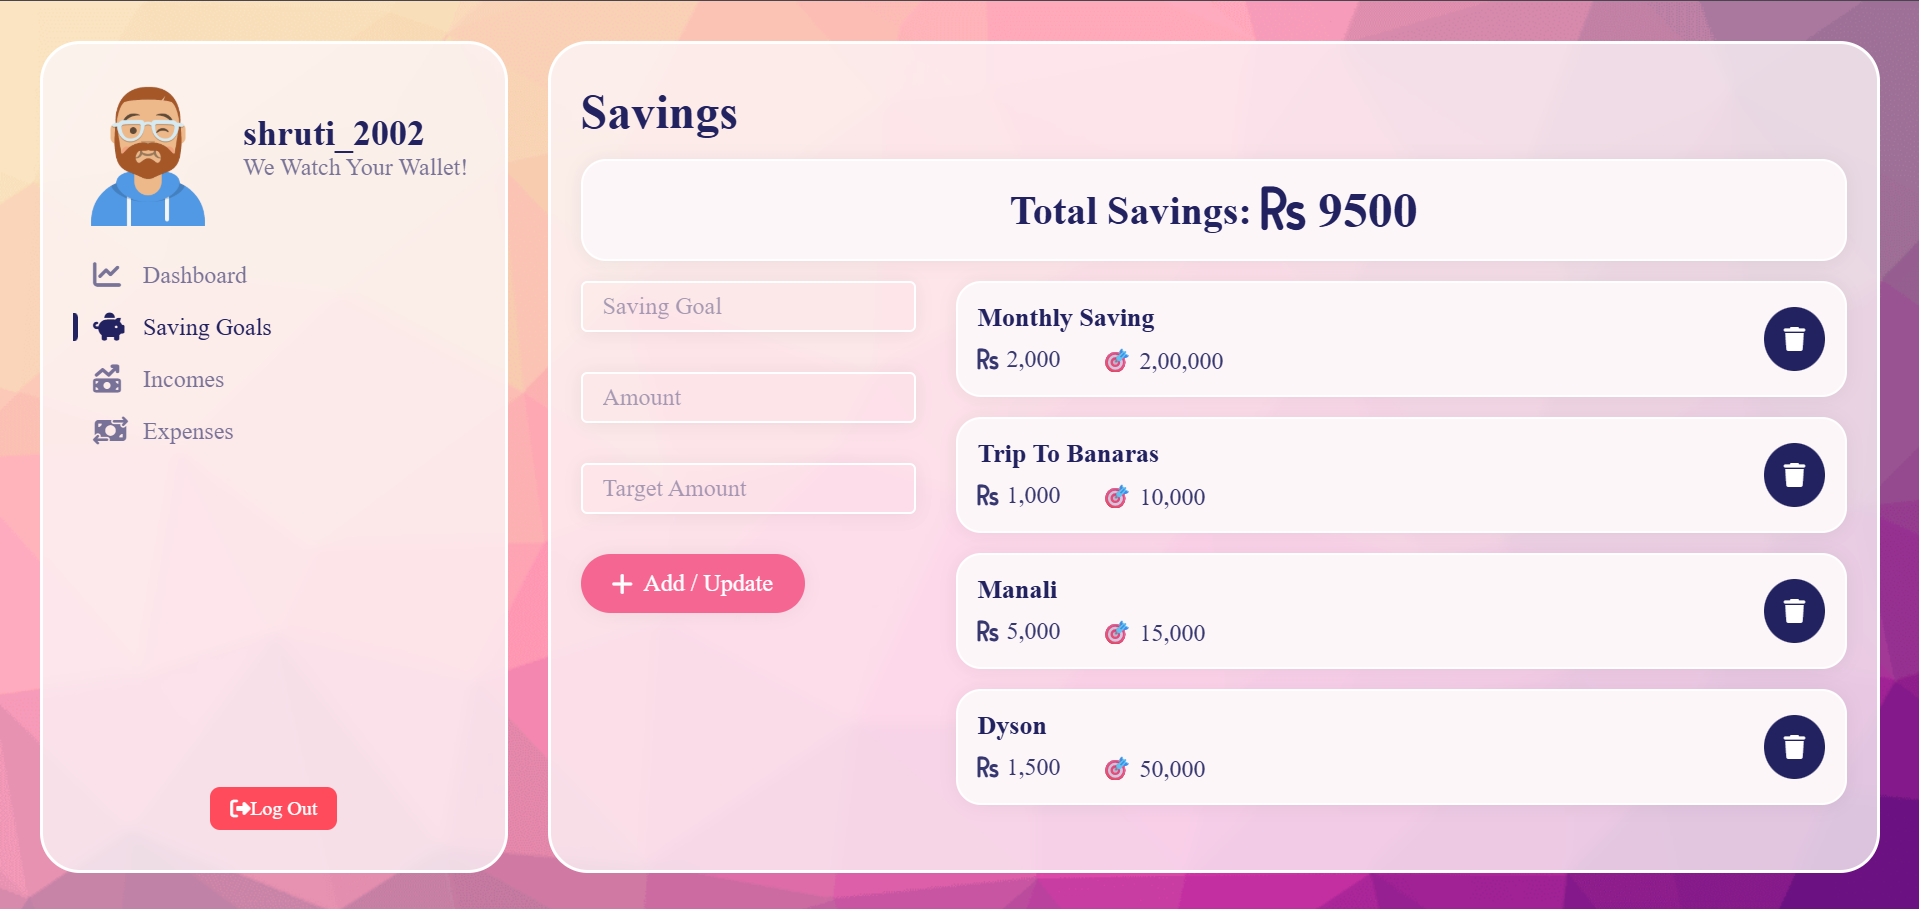 shruti_2002
We Watch Your Wallet!
Dashboard
Saving Goals
Incomes
Expenses
Log Out
Savings
Total Savings: Rs 9500
Saving Goal
Amount
Target Amount
Add / Update
Monthly Saving
Rs 2,000 2,00,000
Trip To Banaras
Rs 1,000 10,000
Manali
Rs 5,000 15,000
Dyson
Rs 1,500 50,000